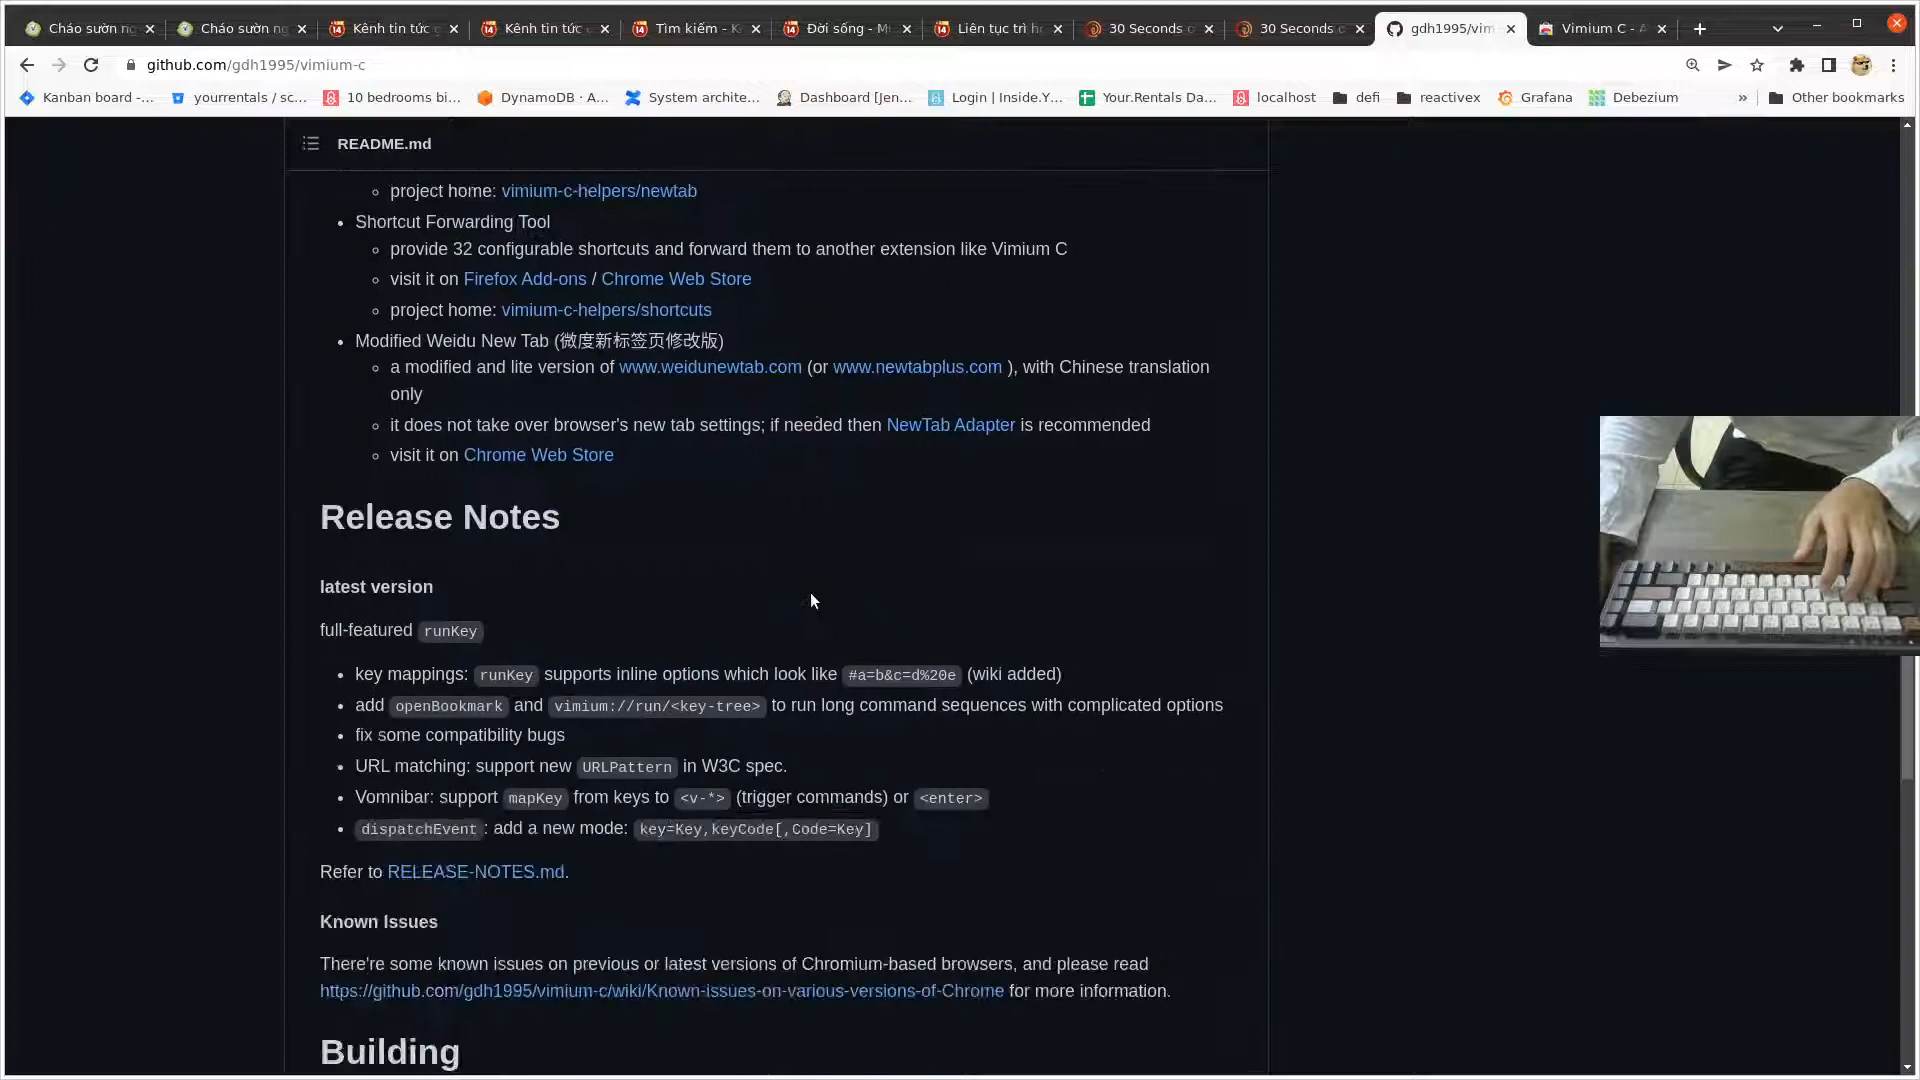 Cháo sườn ng
Cháo sườn ng
Kênh tin tức g
Kênh tin tức g
Tìm kiếm - K
Đời sống - M
Liên tục trì h
30 Seconds o
30 Seconds o
gdh1995/vim
Vimium C - A
github.com/gdh1995/vimium-c
Kanban board -...
yourrentals / sc...
10 bedrooms bi...
DynamoDB · A...
System archite...
Dashboard [Jen...
Login | Inside.Y...
Your.Rentals Da...
localhost
defi
reactivex
Grafana
Debezium
»
Other bookmarks
README.md
project home: vimium-c-helpers/newtab
Shortcut Forwarding Tool
provide 32 configurable shortcuts and forward them to another extension like Vimium C
visit it on Firefox Add-ons / Chrome Web Store
project home: vimium-c-helpers/shortcuts
Modified Weidu New Tab (微度新标签页修改版)
a modified and lite version of www.weidunewtab.com (or www.newtabplus.com ), with Chinese translation
only
it does not take over browser's new tab settings; if needed then NewTab Adapter is recommended
visit it on Chrome Web Store
Release Notes
latest version
full-featured runKey
key mappings: runKey supports inline options which look like #a=b&c=d%20e (wiki added)
add openBookmark and vimium://run/<key-tree> to run long command sequences with complicated options
fix some compatibility bugs
URL matching: support new URLPattern in W3C spec.
Vomnibar: support mapKey from keys to <v-*> (trigger commands) or <enter>
dispatchEvent : add a new mode: key=Key,keyCode[,Code=Key]
Refer to RELEASE-NOTES.md.
Known Issues
There're some known issues on previous or latest versions of Chromium-based browsers, and please read
https://github.com/gdh1995/vimium-c/wiki/Known-issues-on-various-versions-of-Chrome for more information.
Building